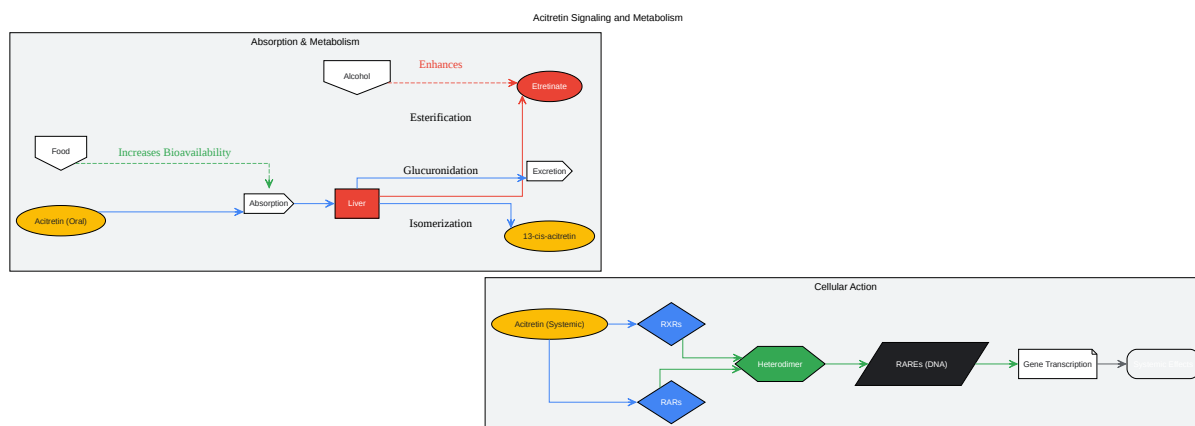 Acitretin Signaling and Metabolism
Absorption & Metabolism
Alcohol
Enhances
Etretinate
Esterification
Food
Increases Bioavailability
Glucuronidation
Excretion
Absorption
Liver
Acitretin (Oral)
Isomerization
13-cis-acitretin
Cellular Action
Acitretin (Systemic)
RXRs
Heterodimer
RAREs (DNA)
Gene Transcription
RARs